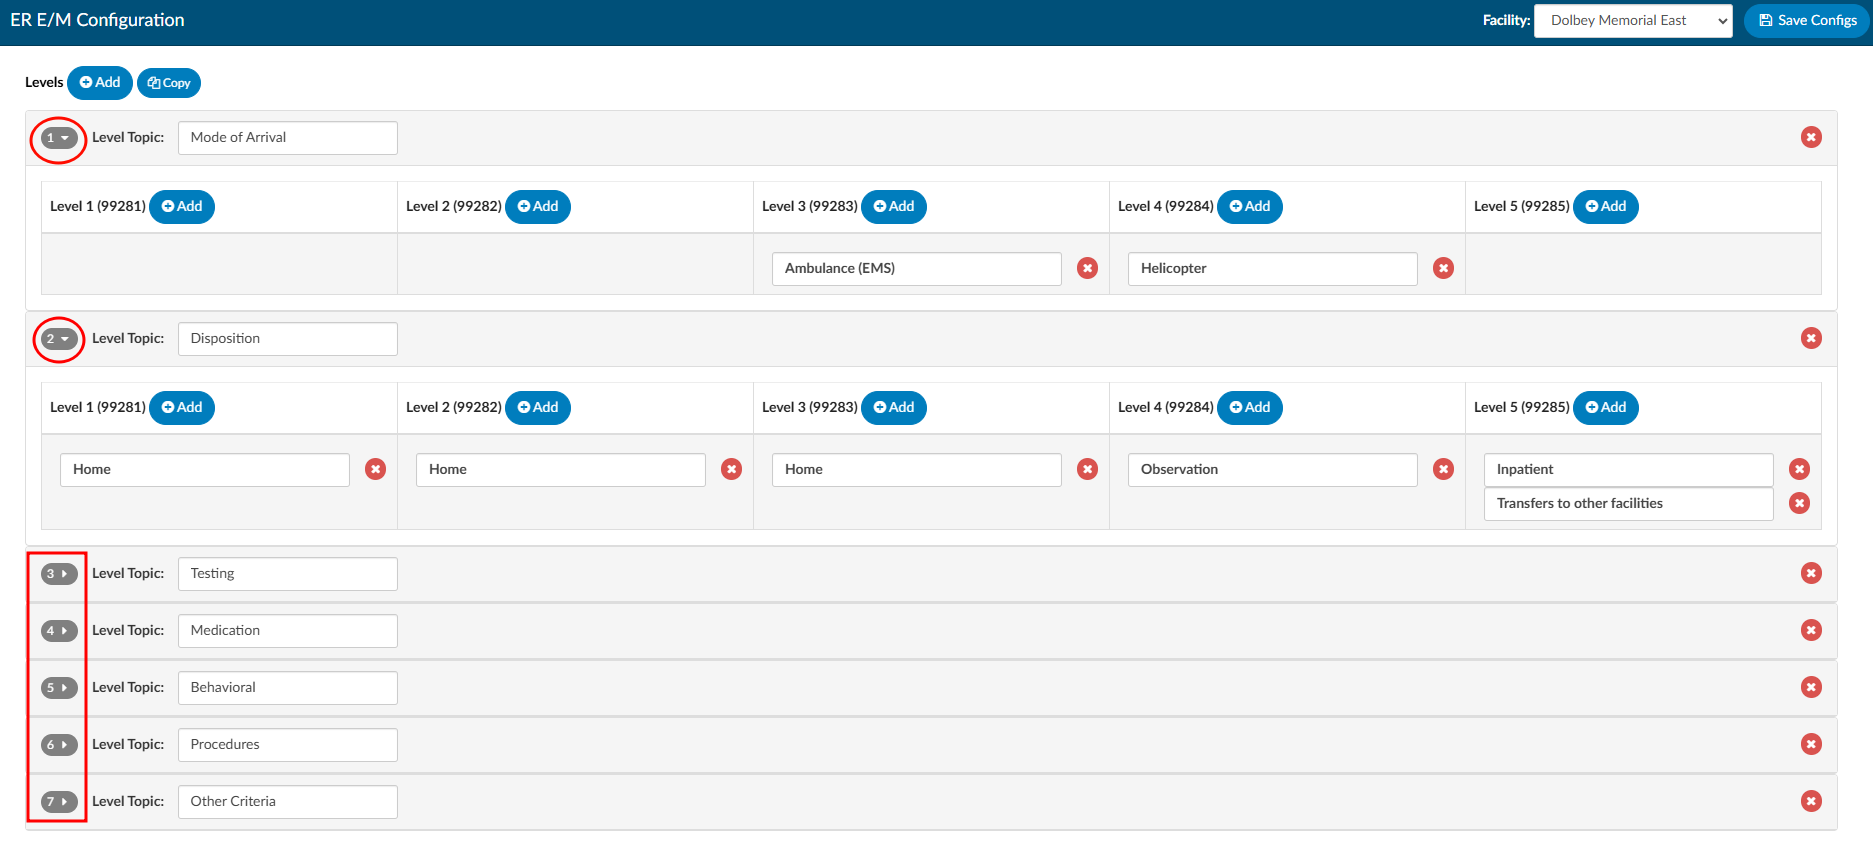 ER E/M Configuration Facility: Dolbey Memorial East Save Configs
Levels Add Copy
1 Level Topic: Mode of Arrival
Level 1 (99281) Add Level 2 (99282) Add Level 3 (99283) Add Level 4 (99284) Add Level 5 (99285) Add
Ambulance (EMS) Helicopter
2 Level Topic: Disposition
Level 1 (99281) Add Level 2 (99282) Add Level 3 (99283) Add Level 4 (99284) Add Level 5 (99285) Add
Home Home Home Observation Inpatient
Transfers to other facilities
3 Level Topic: Testing
4 Level Topic: Medication
5 Level Topic: Behavioral
6 Level Topic: Procedures
7 Level Topic: Other Criteria